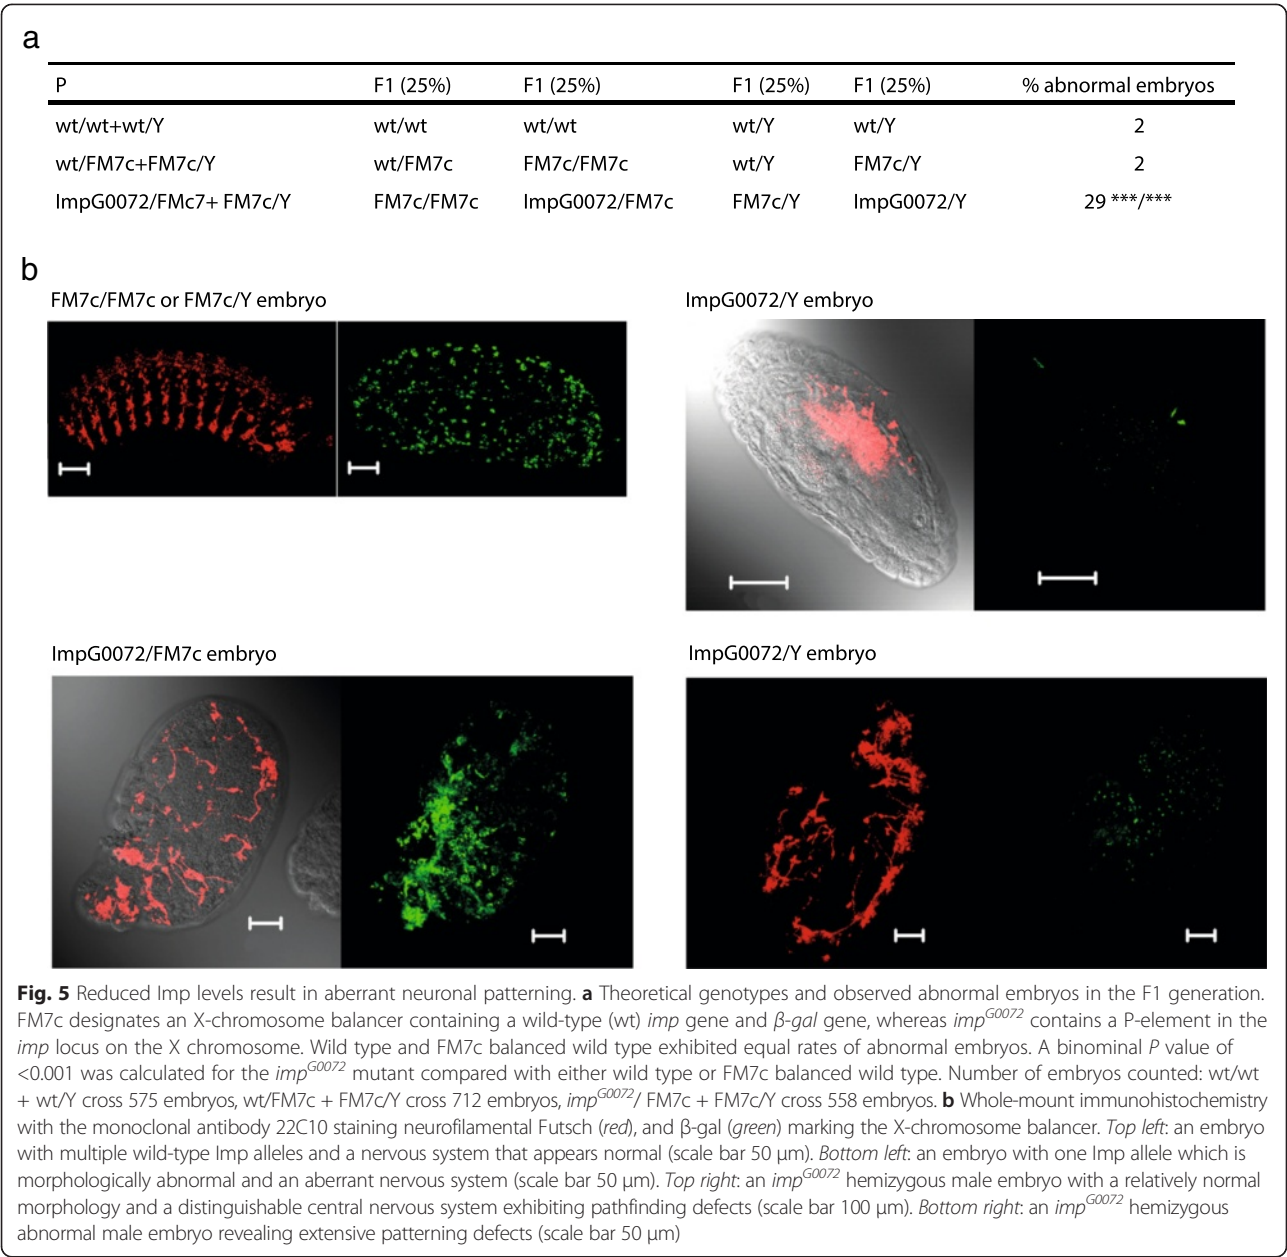 a
P F1 (25%) F1 (25%) F1 (25%) F1 (25%) % abnormal embryos
wt/wt+wt/Y wt/wt wt/wt wt/Y wt/Y 2
wt/FM7c+FM7c/Y wt/FM7c FM7c/FM7c wt/Y FM7c/Y 2
ImpG0072/FMc7+ FM7c/Y FM7c/FM7c ImpG0072/FM7c FM7c/Y ImpG0072/Y 29 ***/***
b
FM7c/FM7c or FM7c/Y embryo
ImpG0072/Y embryo
ImpG0072/FM7c embryo
ImpG0072/Y embryo
Fig. 5 Reduced Imp levels result in aberrant neuronal patterning. a Theoretical genotypes and observed abnormal embryos in the F1 generation.
FM7c designates an X-chromosome balancer containing a wild-type (wt) imp gene and β-gal gene, whereas imp^G0072 contains a P-element in the
imp locus on the X chromosome. Wild type and FM7c balanced wild type exhibited equal rates of abnormal embryos. A binominal P value of
<0.001 was calculated for the imp^G0072 mutant compared with either wild type or FM7c balanced wild type. Number of embryos counted: wt/wt
+ wt/Y cross 575 embryos, wt/FM7c + FM7c/Y cross 712 embryos, imp^G0072/ FM7c + FM7c/Y cross 558 embryos. b Whole-mount immunohistochemistry
with the monoclonal antibody 22C10 staining neurofilamental Futsch (red), and β-gal (green) marking the X-chromosome balancer. Top left: an embryo
with multiple wild-type Imp alleles and a nervous system that appears normal (scale bar 50 μm). Bottom left: an embryo with one Imp allele which is
morphologically abnormal and an aberrant nervous system (scale bar 50 μm). Top right: an imp^G0072 hemizygous male embryo with a relatively normal
morphology and a distinguishable central nervous system exhibiting pathfinding defects (scale bar 100 μm). Bottom right: an imp^G0072 hemizygous
abnormal male embryo revealing extensive patterning defects (scale bar 50 μm)